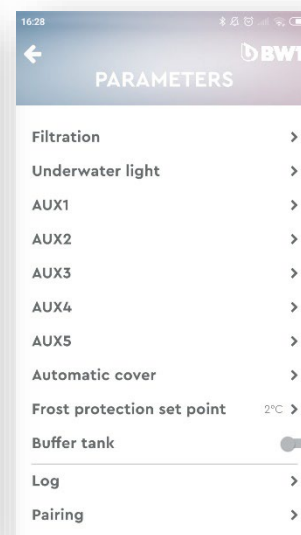 16:28
BWT
PARAMETERS
Filtration
Underwater light
AUX1
AUX2
AUX3
AUX4
AUX5
Automatic cover
Frost protection set point 2°C
Buffer tank
Log
Pairing